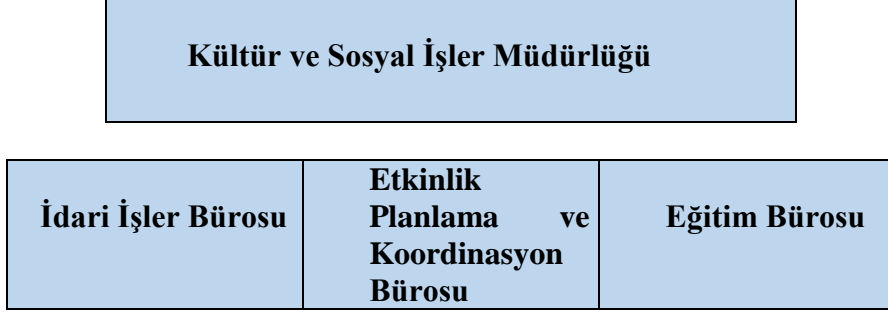 Kültür ve Sosyal İşler Müdürlüğü
İdari İşler Bürosu
Etkinlik
Planlama ve
Koordinasyon
Bürosu
Eğitim Bürosu